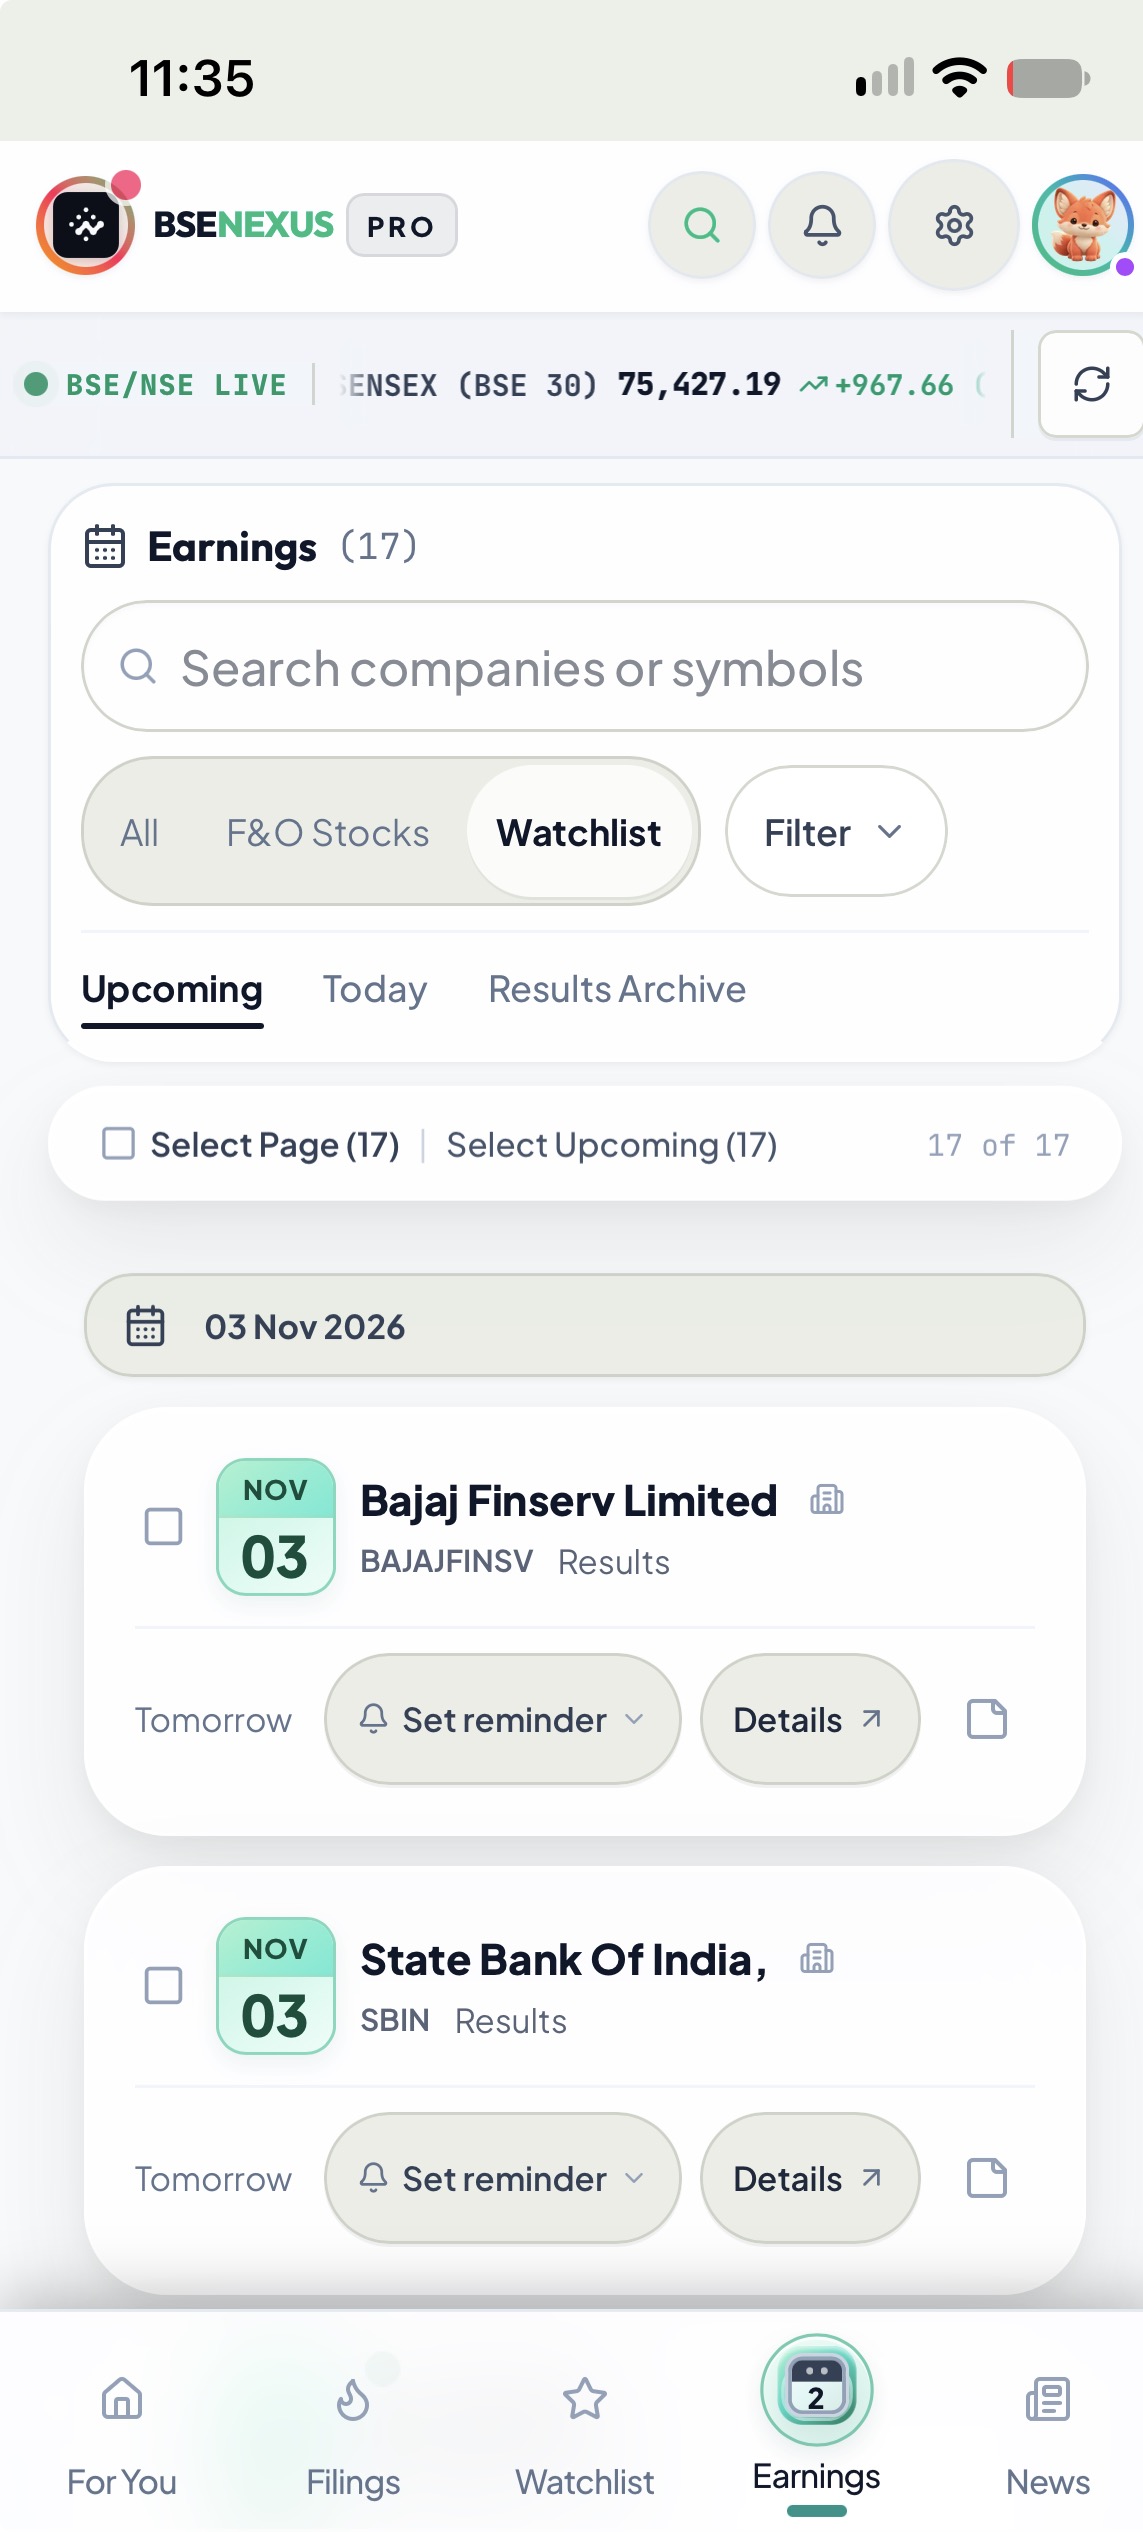 11:35
BSENEXUS PRO
BSE/NSE LIVE SENSEX (BSE 30) 75,427.19 +967.66 (
Earnings (17)
Search companies or symbols
All F&O Stocks Watchlist Filter
Upcoming Today Results Archive
Select Page (17) | Select Upcoming (17) 17 of 17
03 Nov 2026
NOV
03
Bajaj Finserv Limited
BAJAJFINSV Results
Tomorrow Set reminder Details
NOV
03
State Bank Of India,
SBIN Results
Tomorrow Set reminder Details
2
For You Filings Watchlist Earnings News